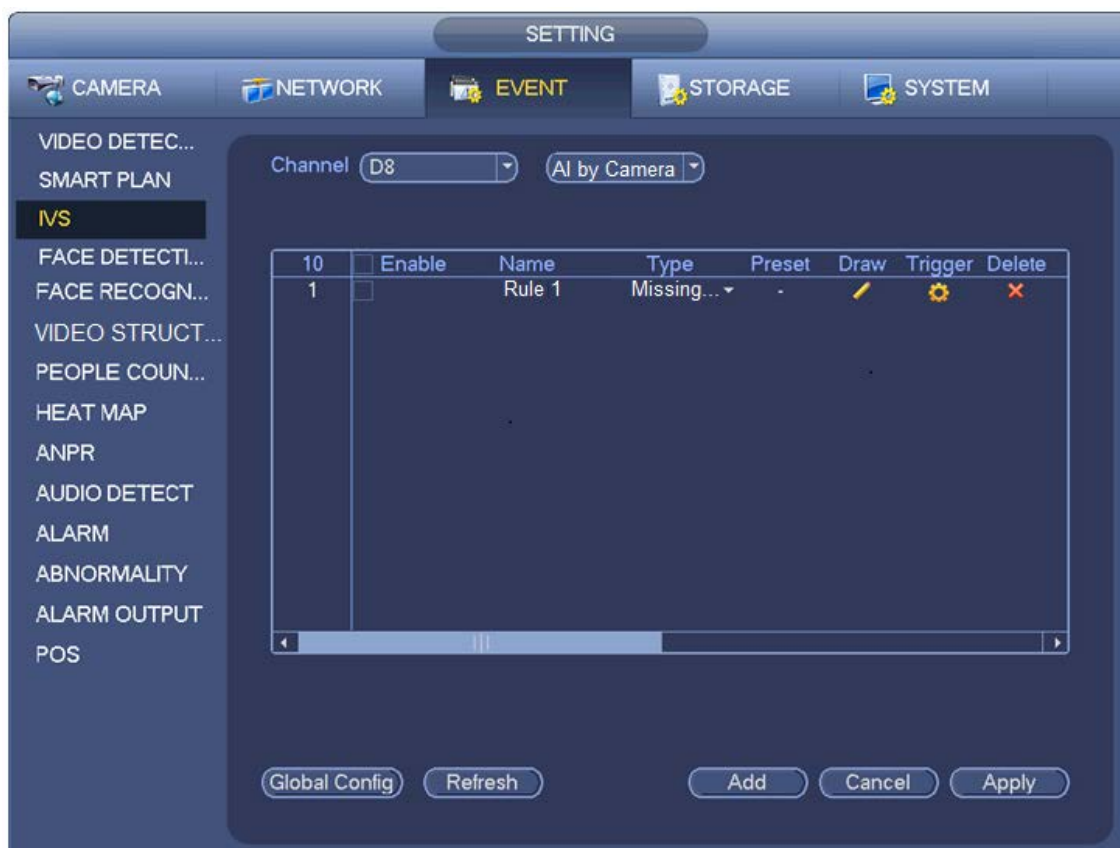 SETTING
CAMERA NETWORK EVENT STORAGE SYSTEM
VIDEO DETEC...
SMART PLAN
IVS
FACE DETECTI...
FACE RECOGN...
VIDEO STRUCT...
PEOPLE COUN...
HEAT MAP
ANPR
AUDIO DETECT
ALARM
ABNORMALITY
ALARM OUTPUT
POS
Channel D8 AI by Camera
10 Enable Name Type Preset Draw Trigger Delete
1 Rule 1 Missing... -
Global Config Refresh Add Cancel Apply